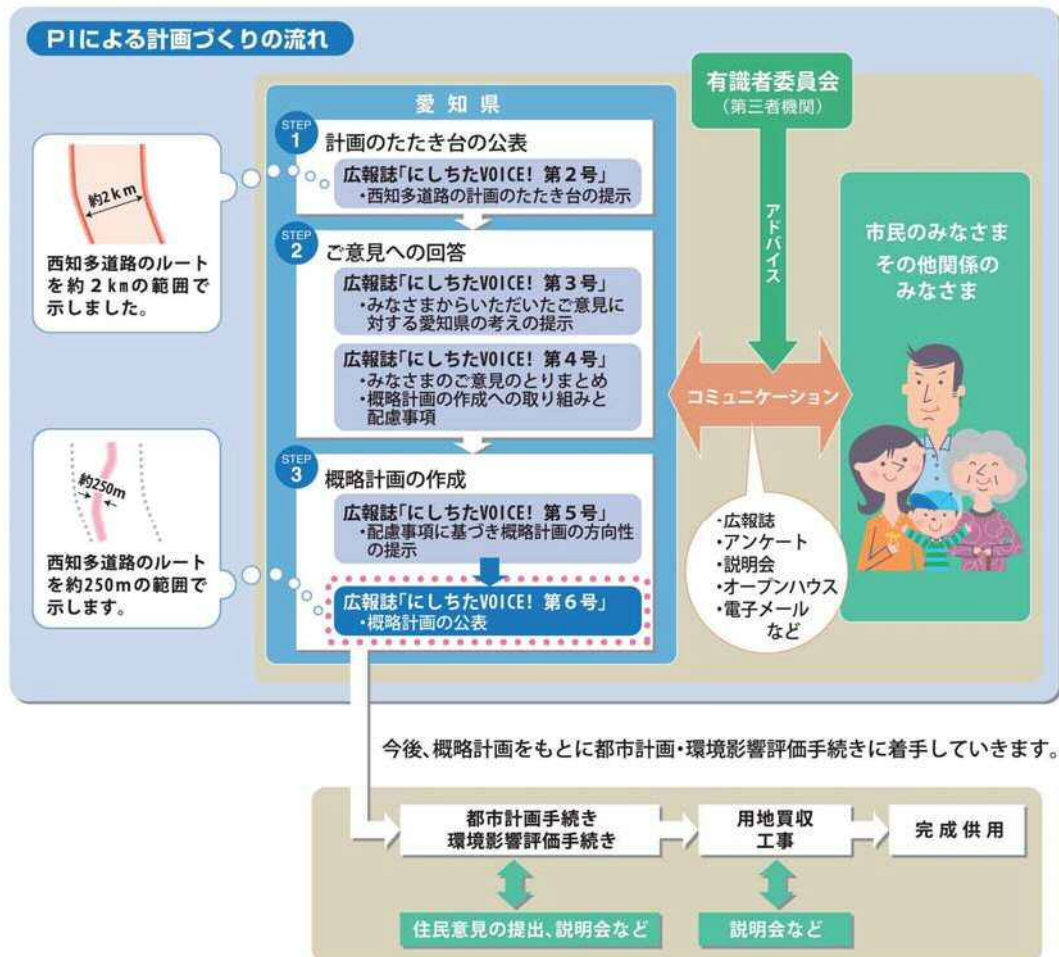 PIによる計画づくりの流れ
愛知県
STEP
1
計画のたたき台の公表
広報誌「にしちたVOICE! 第2号」
・西知多道路の計画のたたき台の提示
約2km
西知多道路のルート
を約2kmの範囲で
示しました。
STEP
2
ご意見への回答
広報誌「にしちたVOICE! 第3号」
・みなさまからいただいたご意見に
対する愛知県の考えの提示
広報誌「にしちたVOICE! 第4号」
・みなさまのご意見のとりまとめ
・概略計画の作成への取り組みと
配慮事項
STEP
3
概略計画の作成
広報誌「にしちたVOICE! 第5号」
・配慮事項に基づき概略計画の方向性
の提示
広報誌「にしちたVOICE! 第6号」
・概略計画の公表
約250m
西知多道路のルート
を約250mの範囲で
示します。
有識者委員会
(第三者機関)
アドバイス
コミュニケーション
・広報誌
・アンケート
・説明会
・オープンハウス
・電子メール
など
市民のみなさま
その他関係の
みなさま
今後、概略計画をもとに都市計画・環境影響評価手続きに着手していきます。
都市計画手続き
環境影響評価手続き
用地買収
工事
完成供用
住民意見の提出、説明会など
説明会など